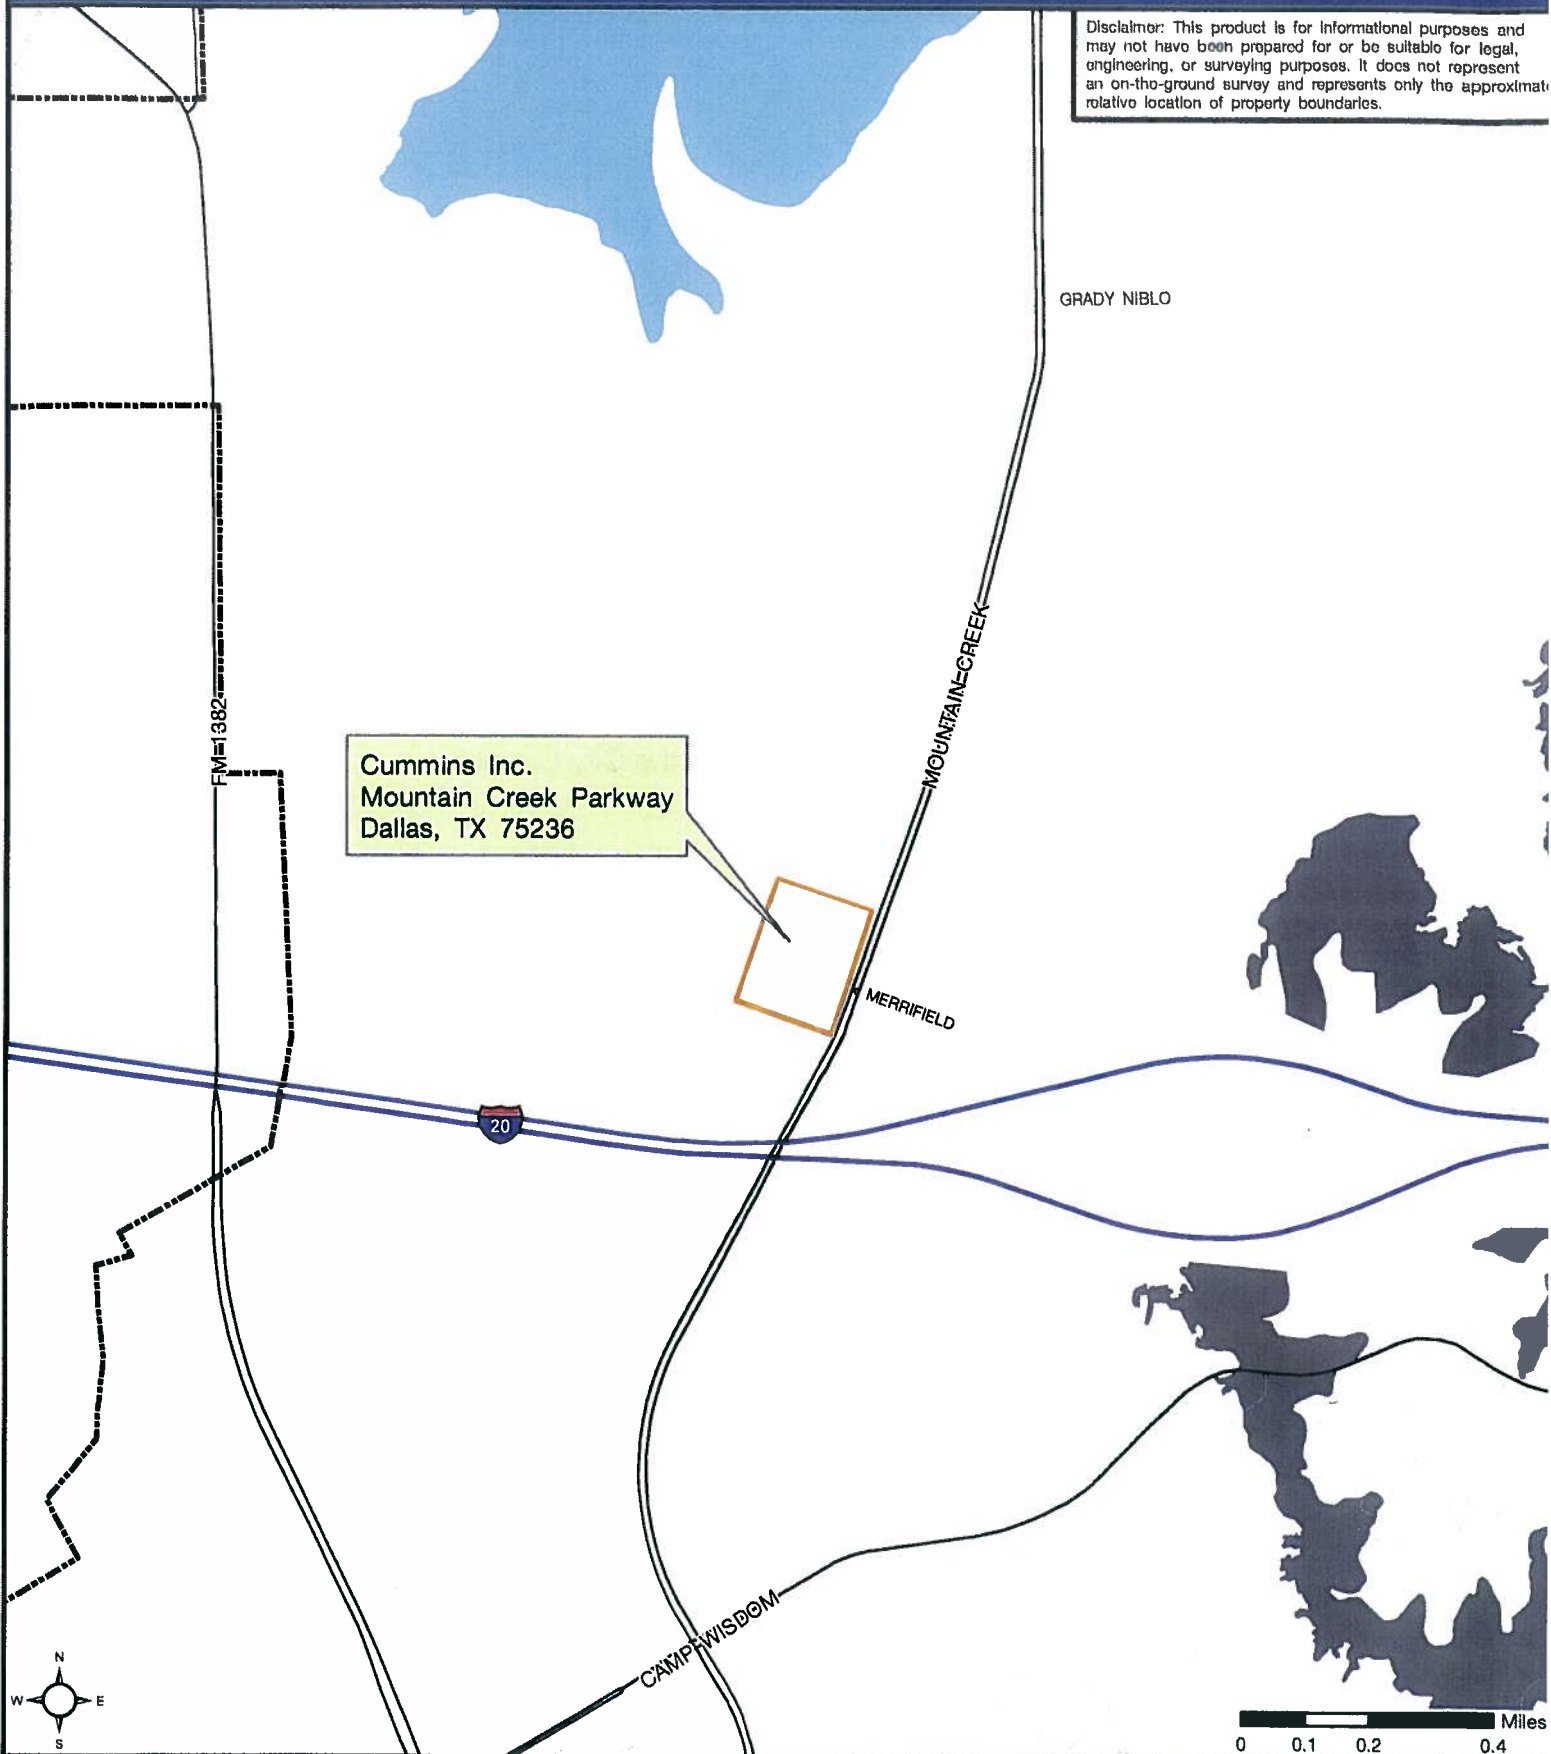 Disclaimer: This product is for informational purposes and
may not have been prepared for or be suitable for legal,
engineering, or surveying purposes. It does not represent
an on-the-ground survey and represents only the approximate
relative location of property boundaries.
GRADY NIBLO
MOUNTAIN CREEK
FM 1382
Cummins Inc.
Mountain Creek Parkway
Dallas, TX 75236
MERRIFIELD
20
CAMP WISDOM
N
W E
S
Miles
0 0.1 0.2 0.4